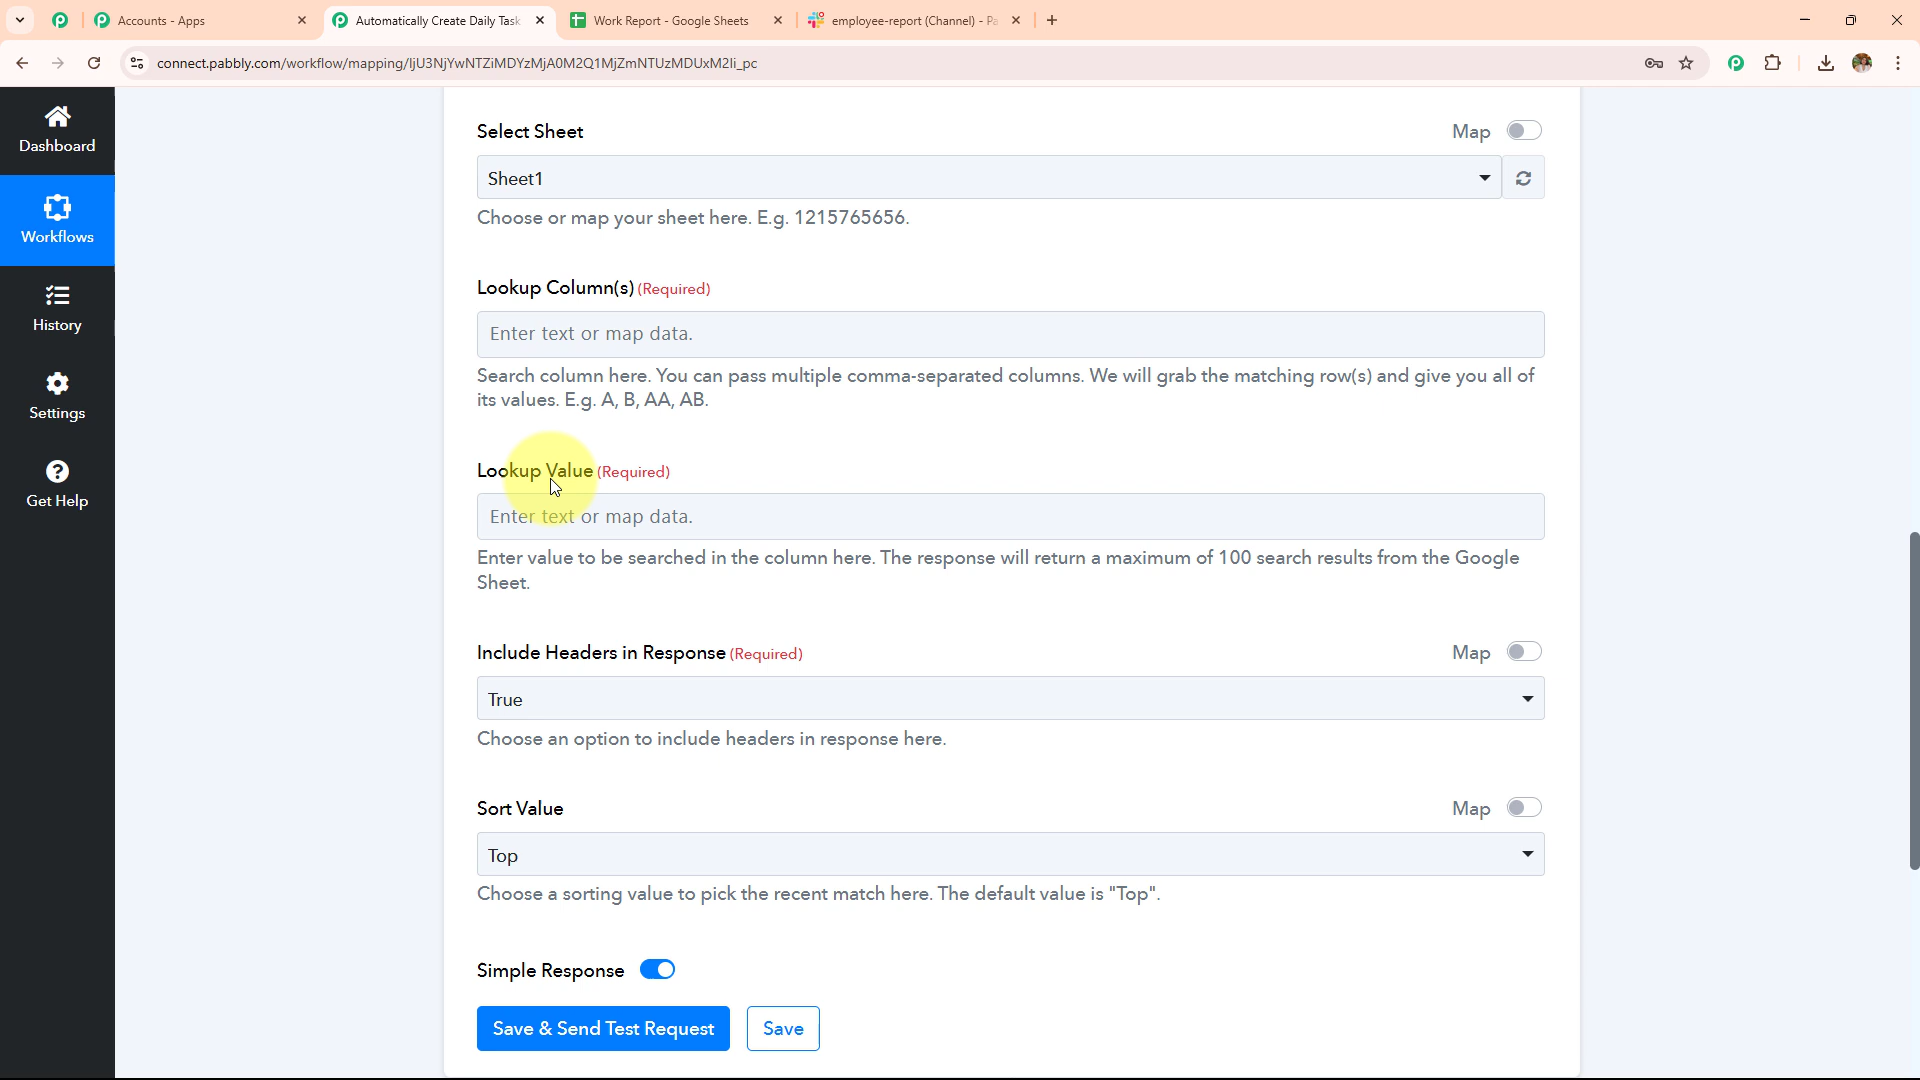 Accounts - Apps
Automatically Create Daily Task
Work Report - Google Sheets
employee-report (Channel) - Pa
connect.pabbly.com/workflow/mapping/IjU3NjYwNTZiMDYzMjA0M2Q1MjZmNTUzMDUxM2Ii_pc
Dashboard
Workflows
History
Settings
Get Help
Select Sheet
Map
Sheet1
Choose or map your sheet here. E.g. 1215765656.
Lookup Column(s) (Required)
Enter text or map data.
Search column here. You can pass multiple comma-separated columns. We will grab the matching row(s) and give you all of
its values. E.g. A, B, AA, AB.
Lookup Value (Required)
Enter text or map data.
Enter value to be searched in the column here. The response will return a maximum of 100 search results from the Google
Sheet.
Include Headers in Response (Required)
Map
True
Choose an option to include headers in response here.
Sort Value
Map
Top
Choose a sorting value to pick the recent match here. The default value is "Top".
Simple Response
Save & Send Test Request
Save